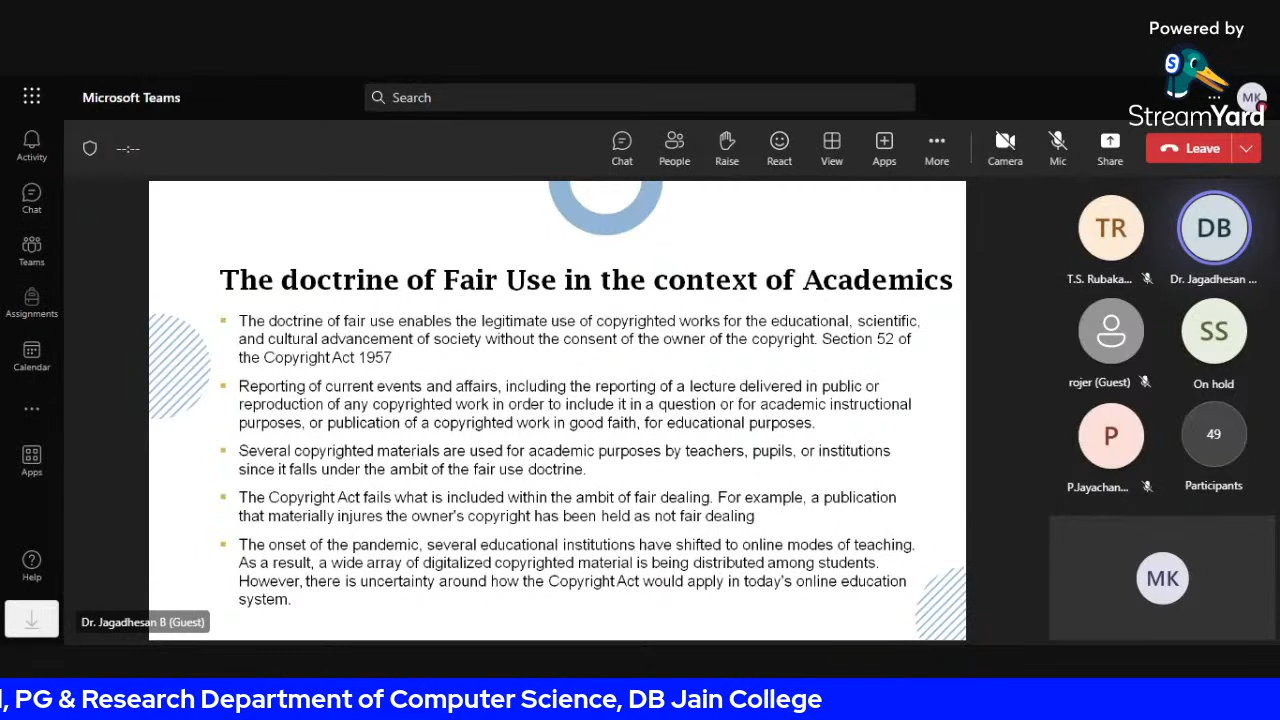 Powered by
StreamYard
Microsoft Teams
Search
MK
Activity
Chat
Teams
Assignments
Calendar
Apps
Help
--:--
Chat
People
Raise
React
View
Apps
More
Camera
Mic
Share
Leave
The doctrine of Fair Use in the context of Academics
The doctrine of fair use enables the legitimate use of copyrighted works for the educational, scientific,
and cultural advancement of society without the consent of the owner of the copyright. Section 52 of
the Copyright Act 1957
Reporting of current events and affairs, including the reporting of a lecture delivered in public or
reproduction of any copyrighted work in order to include it in a question or for academic instructional
purposes, or publication of a copyrighted work in good faith, for educational purposes.
Several copyrighted materials are used for academic purposes by teachers, pupils, or institutions
since it falls under the ambit of the fair use doctrine.
The Copyright Act fails what is included within the ambit of fair dealing. For example, a publication
that materially injures the owner's copyright has been held as not fair dealing
The onset of the pandemic, several educational institutions have shifted to online modes of teaching.
As a result, a wide array of digitalized copyrighted material is being distributed among students.
However, there is uncertainty around how the Copyright Act would apply in today's online education
system.
Dr. Jagadhesan B (Guest)
TR
T.S. Rubaka...
DB
Dr. Jagadhesan ...
rojer (Guest)
SS
On hold
P
P.Jayachan...
49
Participants
MK
, PG & Research Department of Computer Science, DB Jain College